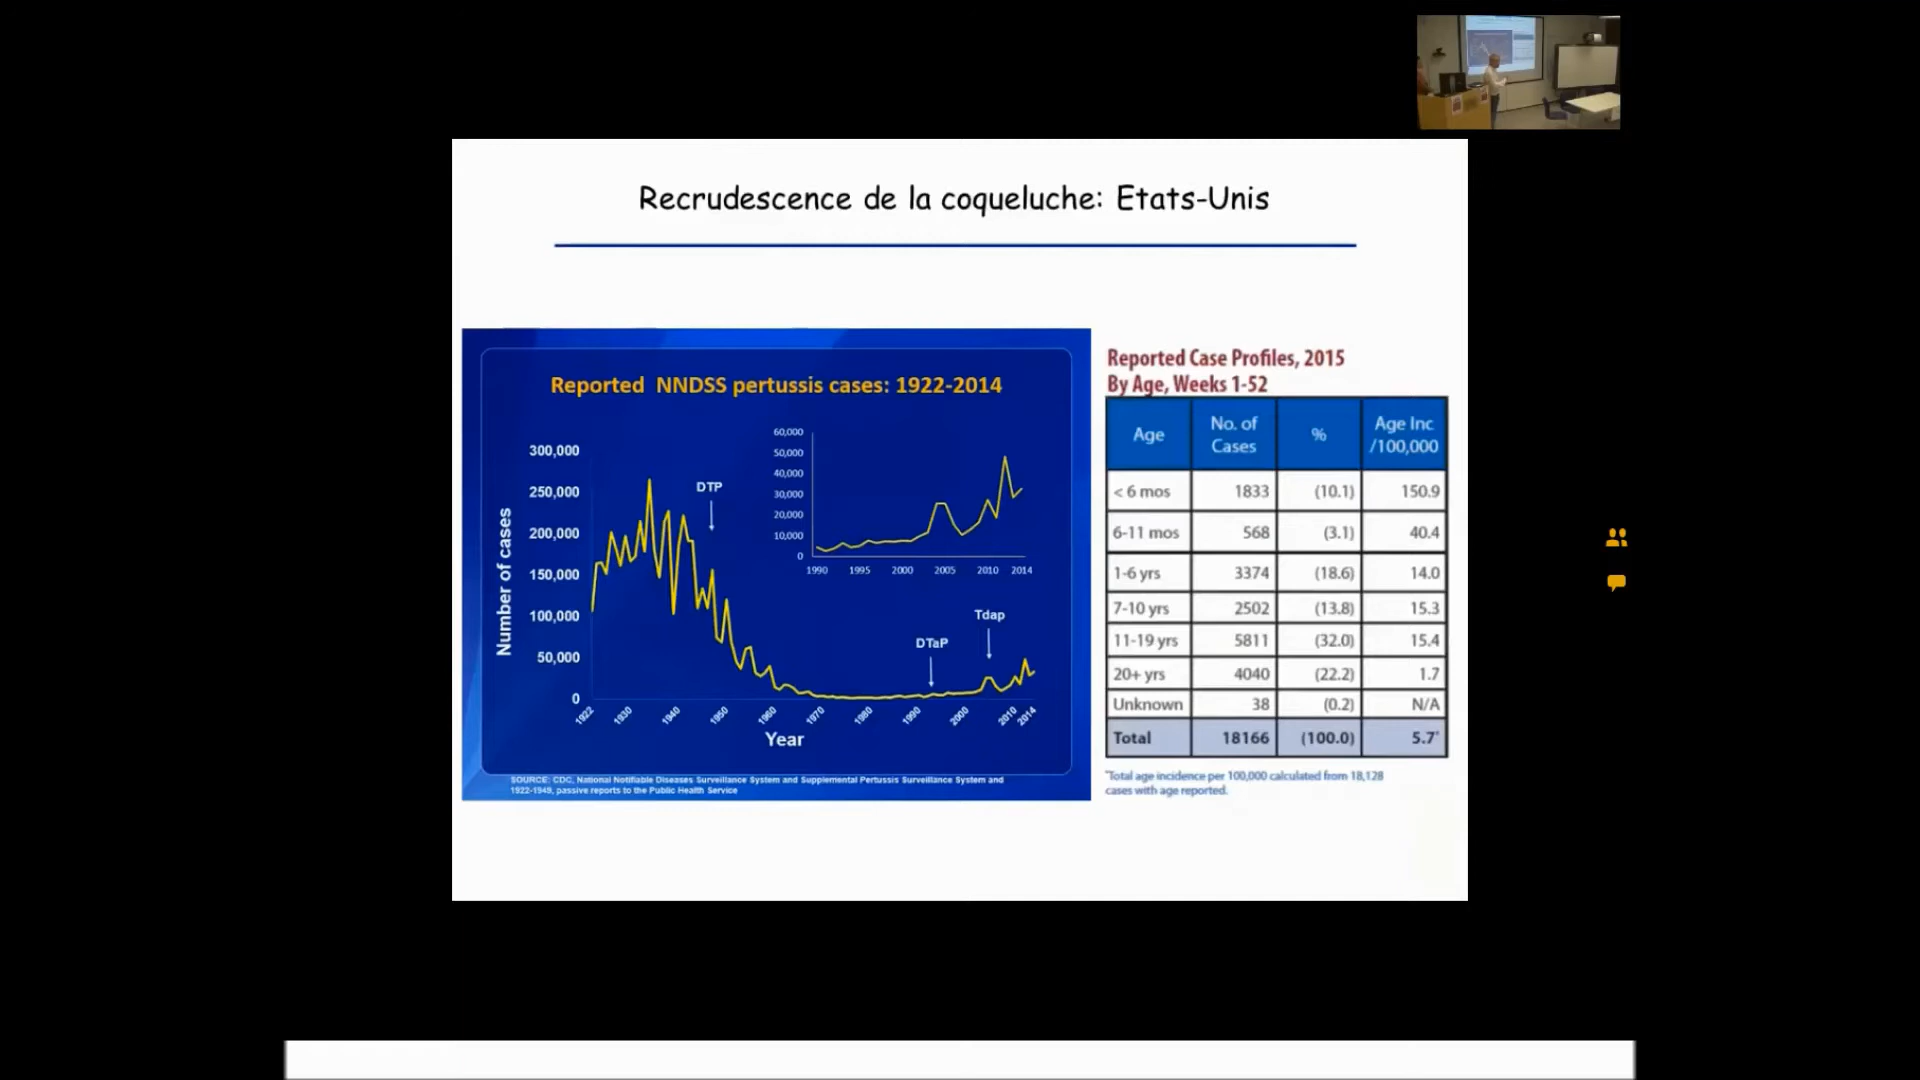 Recrudescence de la coqueluche: Etats-Unis
Reported NNDSS pertussis cases: 1922-2014
Number of cases
300,000
250,000
200,000
150,000
100,000
50,000
0
DTP
DTaP
Tdap
60,000
50,000
40,000
30,000
20,000
10,000
0
1990 1995 2000 2005 2010 2014
1922 1930 1940 1950 1960 1970 1980 1990 2000 2010 2014
Year
SOURCE: CDC, National Notifiable Diseases Surveillance System and Supplemental Pertussis Surveillance System and
1922-1949, passive reports to the Public Health Service
Reported Case Profiles, 2015
By Age, Weeks 1-52
Age No. of Cases % Age Inc /100,000
< 6 mos 1833 (10.1) 150.9
6-11 mos 568 (3.1) 40.4
1-6 yrs 3374 (18.6) 14.0
7-10 yrs 2502 (13.8) 15.3
11-19 yrs 5811 (32.0) 15.4
20+ yrs 4040 (22.2) 1.7
Unknown 38 (0.2) N/A
Total 18166 (100.0) 5.7*
*Total age incidence per 100,000 calculated from 18,128
cases with age reported.